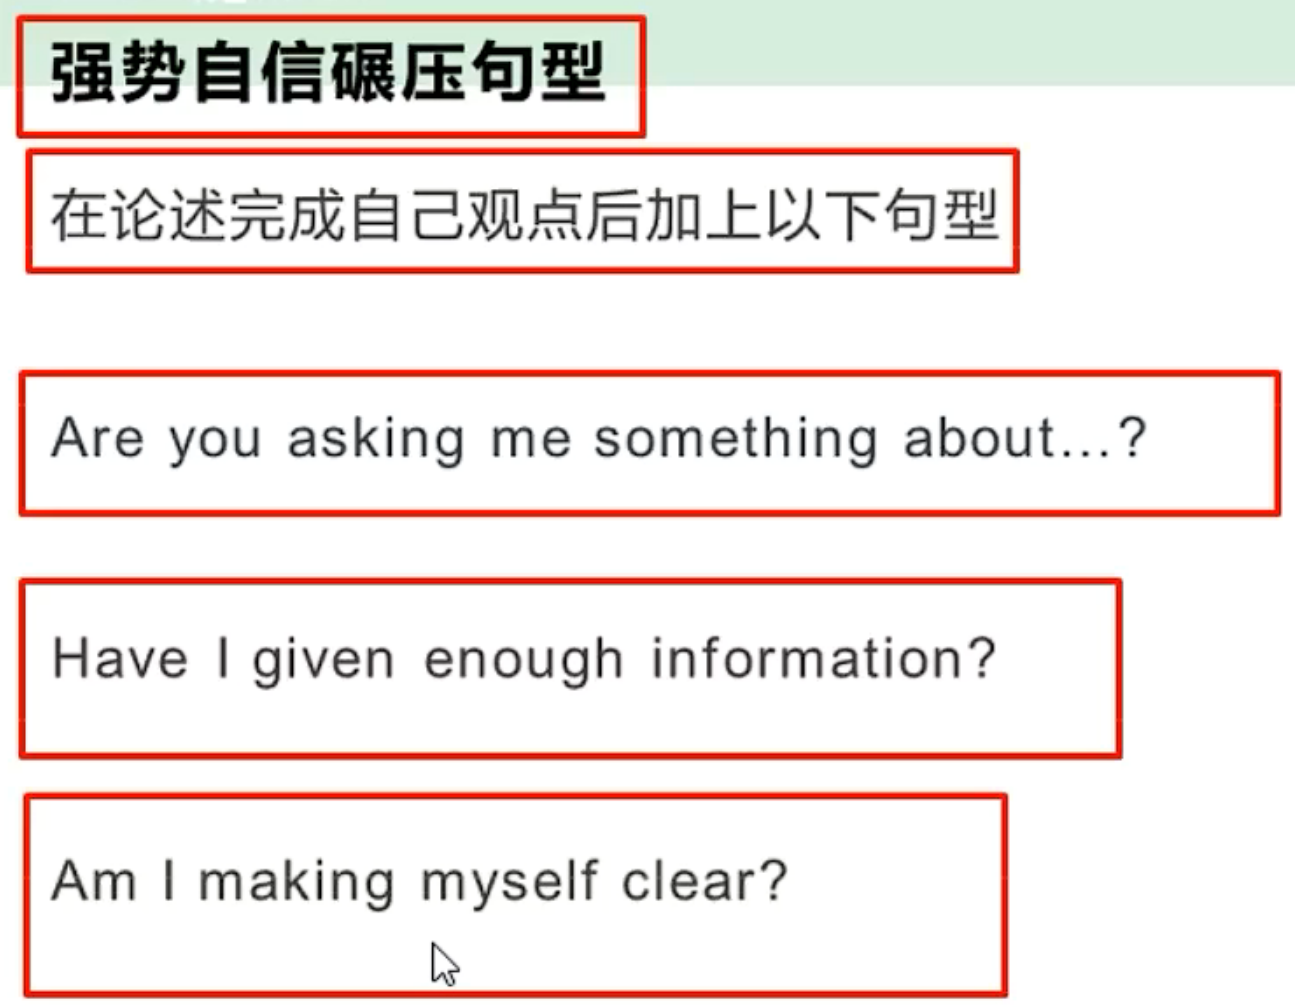 强势自信碾压句型
在论述完成自己观点后加上以下句型
Are you asking me something about...?
Have I given enough information?
Am I making myself clear?